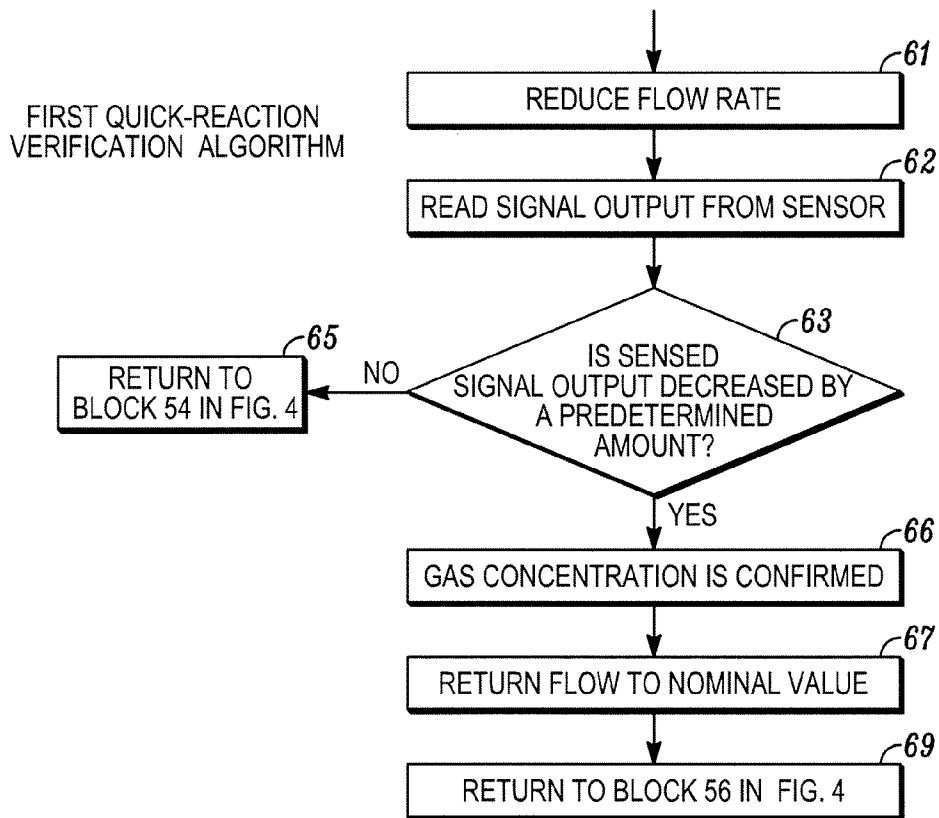 61
REDUCE FLOW RATE
FIRST QUICK-REACTION
VERIFICATION ALGORITHM
62
READ SIGNAL OUTPUT FROM SENSOR
63
IS SENSED
SIGNAL OUTPUT DECREASED BY
A PREDETERMINED
AMOUNT?
65
NO
RETURN TO
BLOCK 54 IN FIG. 4
YES
66
GAS CONCENTRATION IS CONFIRMED
67
RETURN FLOW TO NOMINAL VALUE
69
RETURN TO BLOCK 56 IN FIG. 4